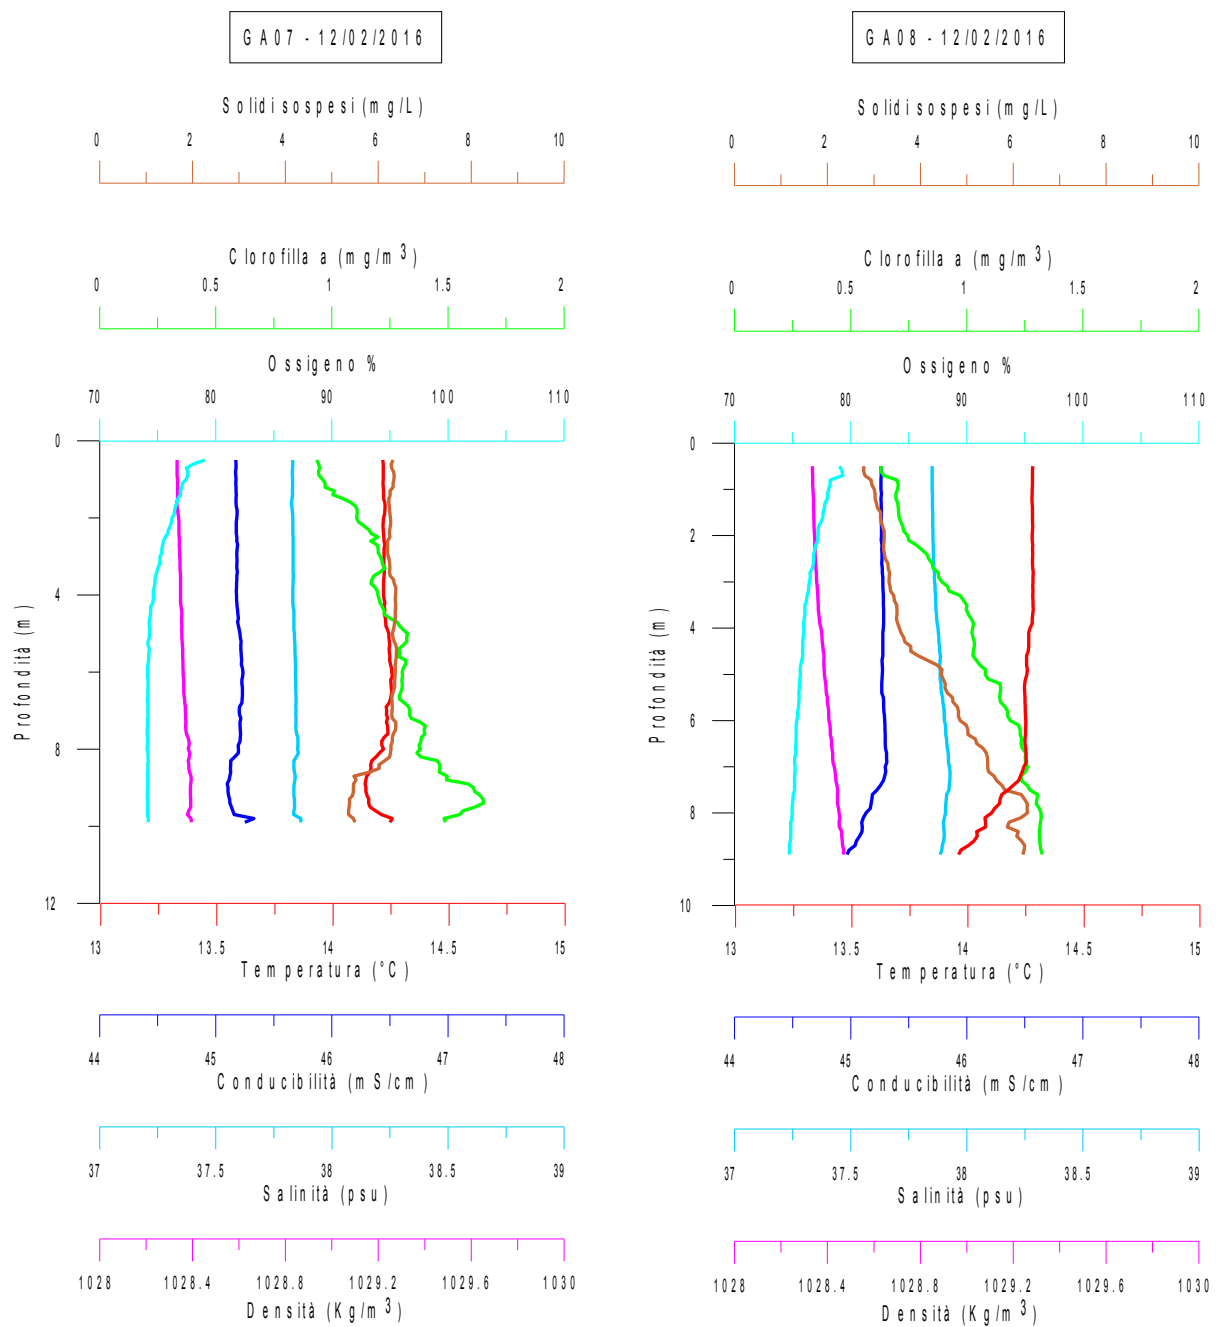 GA07 - 12/02/2016
Solidi sospesi (mg/L)
0 2 4 6 8 10
Clorofilla a (mg/m³)
0 0.5 1 1.5 2
Ossigeno %
70 80 90 100 110
0
4
8
12
Profondità (m)
13 13.5 14 14.5 15
Temperatura (°C)
44 45 46 47 48
Conducibilità (mS/cm)
37 37.5 38 38.5 39
Salinità (psu)
1028 1028.4 1028.8 1029.2 1029.6 1030
Densità (Kg/m³)
GA08 - 12/02/2016
Solidi sospesi (mg/L)
0 2 4 6 8 10
Clorofilla a (mg/m³)
0 0.5 1 1.5 2
Ossigeno %
70 80 90 100 110
0
2
4
6
8
10
Profondità (m)
13 13.5 14 14.5 15
Temperatura (°C)
44 45 46 47 48
Conducibilità (mS/cm)
37 37.5 38 38.5 39
Salinità (psu)
1028 1028.4 1028.8 1029.2 1029.6 1030
Densità (Kg/m³)